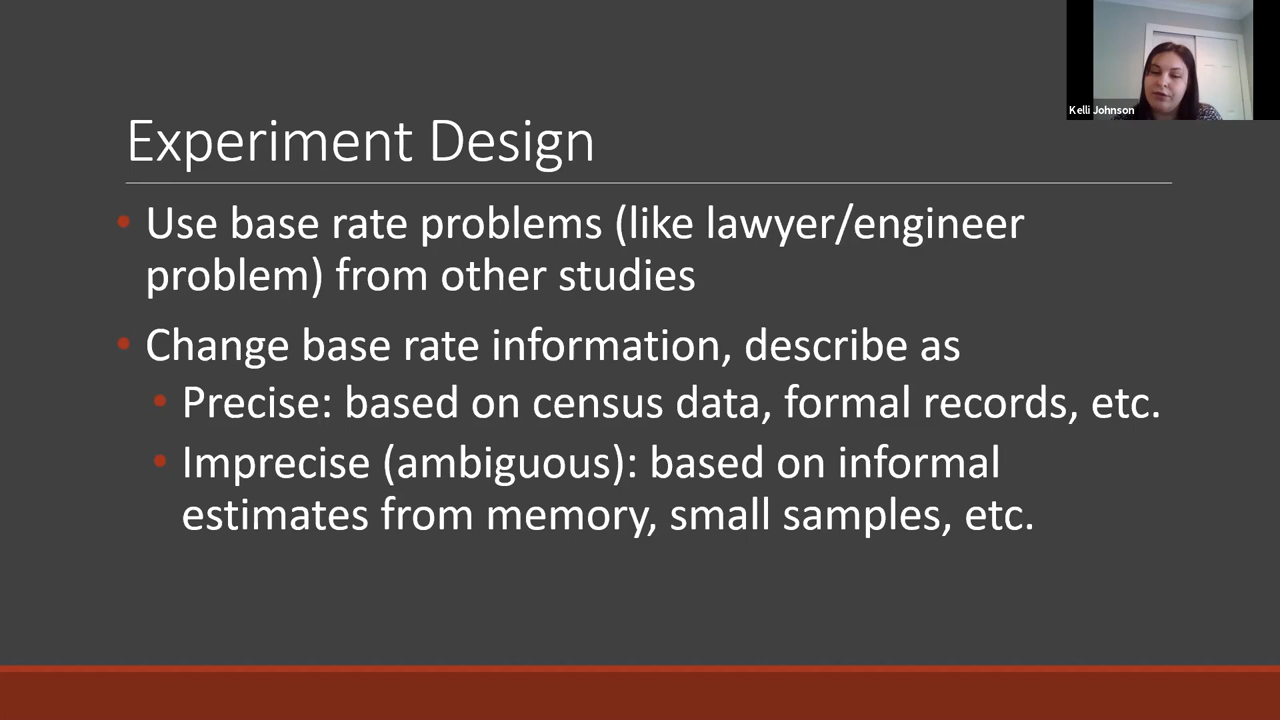 Kelli Johnson
Experiment Design
• Use base rate problems (like lawyer/engineer
problem) from other studies
• Change base rate information, describe as
• Precise: based on census data, formal records, etc.
• Imprecise (ambiguous): based on informal
estimates from memory, small samples, etc.